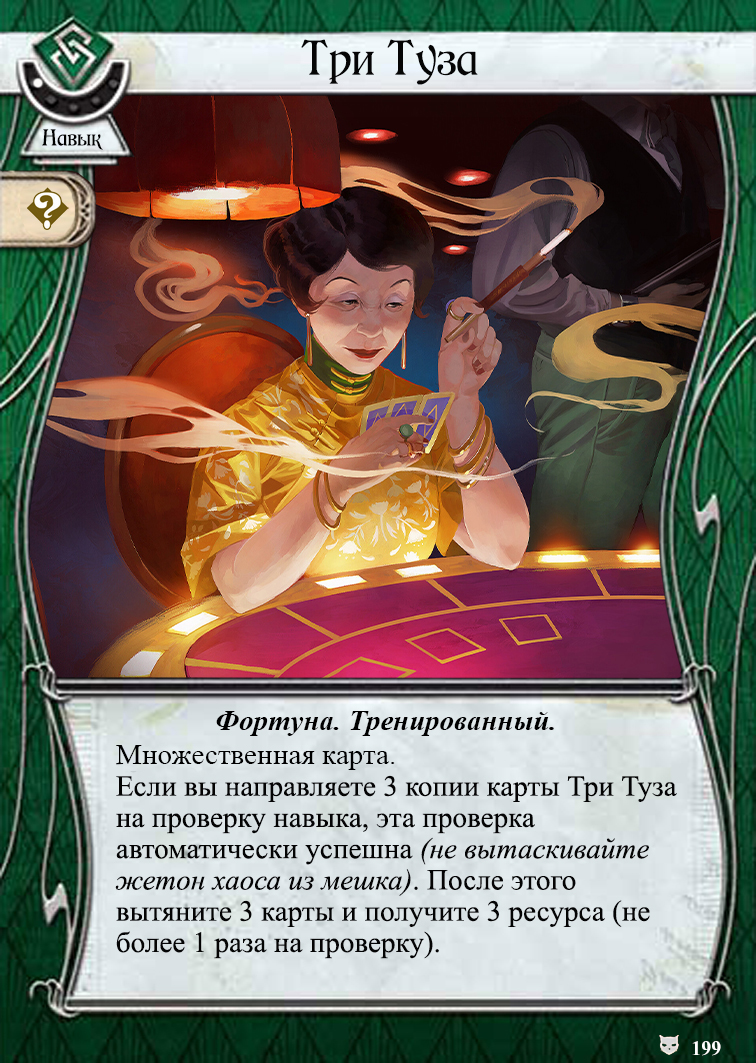 Три Туза
Навык
?
Фортуна. Тренированный.
Множественная карта.
Если вы направляете 3 копии карты Три Туза
на проверку навыка, эта проверка
автоматически успешна (не вытаскивайте
жетон хаоса из мешка). После этого
вытяните 3 карты и получите 3 ресурса (не
более 1 раза на проверку).
199